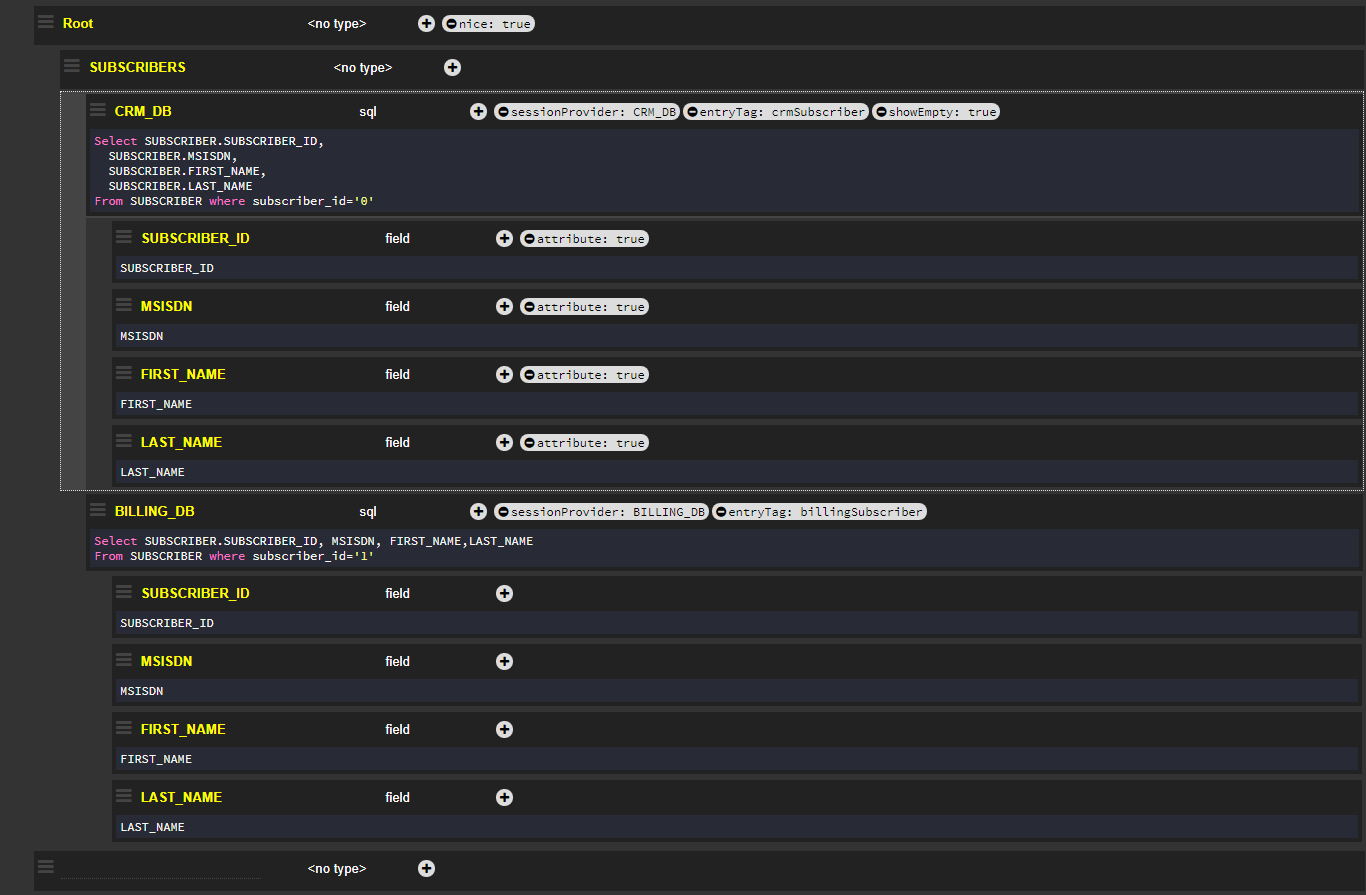 Root <no type> nice: true
SUBSCRIBERS <no type>
CRM_DB sql sessionProvider: CRM_DB entryTag: crmSubscriber showEmpty: true
Select SUBSCRIBER.SUBSCRIBER_ID,
SUBSCRIBER.MSISDN,
SUBSCRIBER.FIRST_NAME,
SUBSCRIBER.LAST_NAME
From SUBSCRIBER where subscriber_id='0'
SUBSCRIBER_ID field attribute: true
SUBSCRIBER_ID
MSISDN field attribute: true
MSISDN
FIRST_NAME field attribute: true
FIRST_NAME
LAST_NAME field attribute: true
LAST_NAME
BILLING_DB sql sessionProvider: BILLING_DB entryTag: billingSubscriber
Select SUBSCRIBER.SUBSCRIBER_ID, MSISDN, FIRST_NAME,LAST_NAME
From SUBSCRIBER where subscriber_id='1'
SUBSCRIBER_ID field
SUBSCRIBER_ID
MSISDN field
MSISDN
FIRST_NAME field
FIRST_NAME
LAST_NAME field
LAST_NAME
<no type>